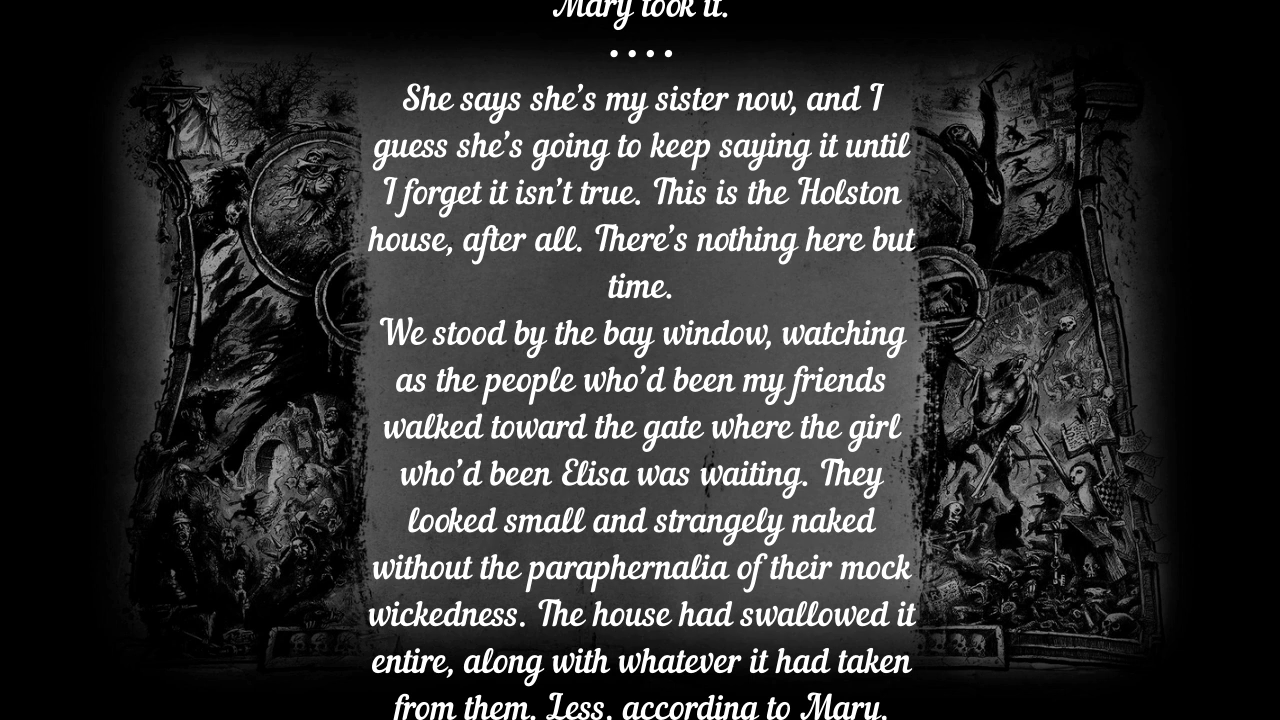 Mary took it.
• • • •
She says she's my sister now, and I
guess she's going to keep saying it until
I forget it isn't true. This is the Holston
house, after all. There's nothing here but
time.
We stood by the bay window, watching
as the people who'd been my friends
walked toward the gate where the girl
who'd been Elisa was waiting. They
looked small and strangely naked
without the paraphernalia of their mock
wickedness. The house had swallowed it
entire, along with whatever it had taken
from them. Less, according to Mary,